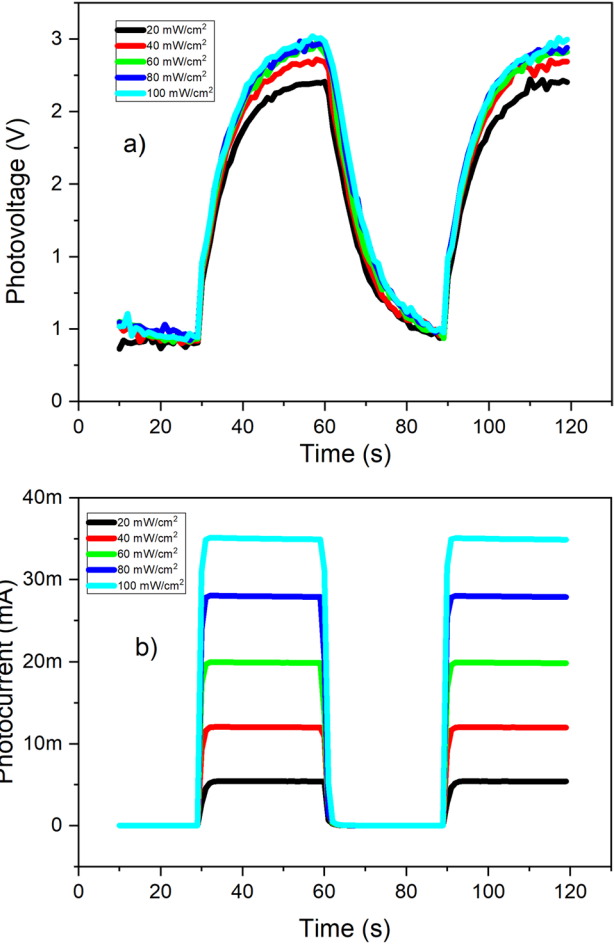 3
2
2
1
1
0
Photovoltage (V)
20 mW/cm²
40 mW/cm²
60 mW/cm²
80 mW/cm²
100 mW/cm²
a)
0
20
40
60
80
100
120
Time (s)
40m
30m
20m
10m
0
Photocurrent (mA)
20 mW/cm²
40 mW/cm²
60 mW/cm²
80 mW/cm²
100 mW/cm²
b)
0
20
40
60
80
100
120
Time (s)